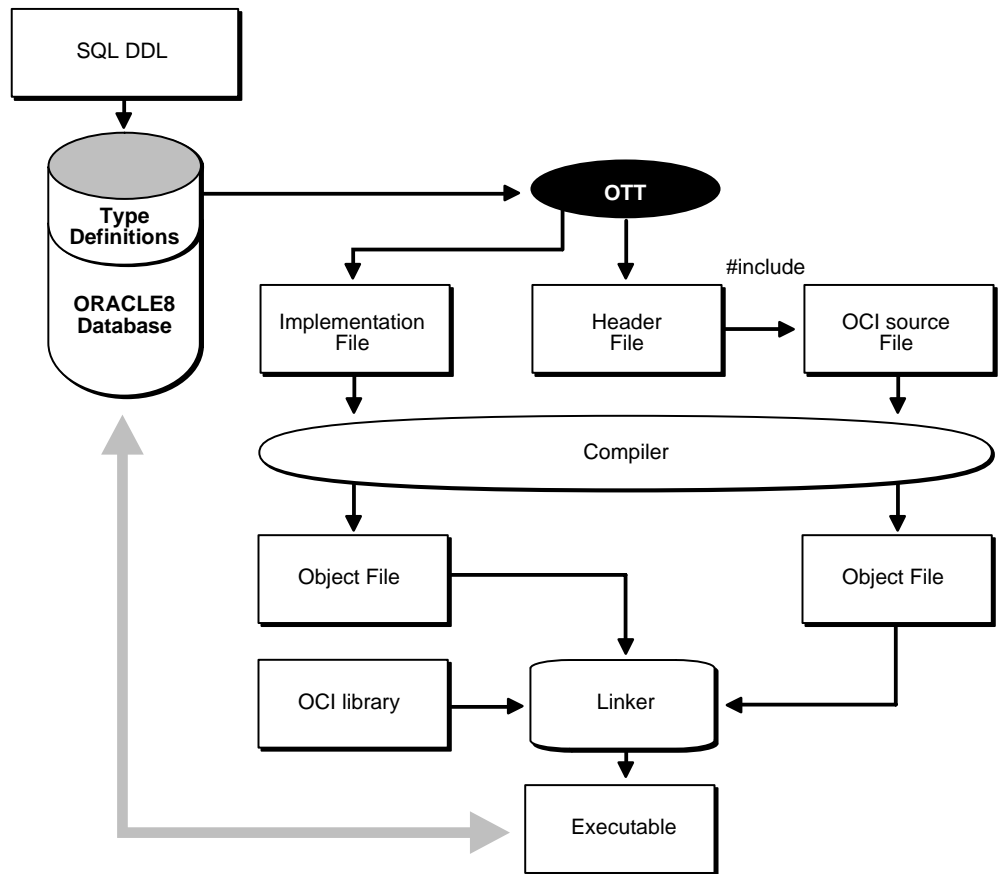 SQL DDL
Type
Definitions
ORACLE8
Database
OTT
#include
Implementation
File
Header
File
OCI source
File
Compiler
Object File
Object File
OCI library
Linker
Executable